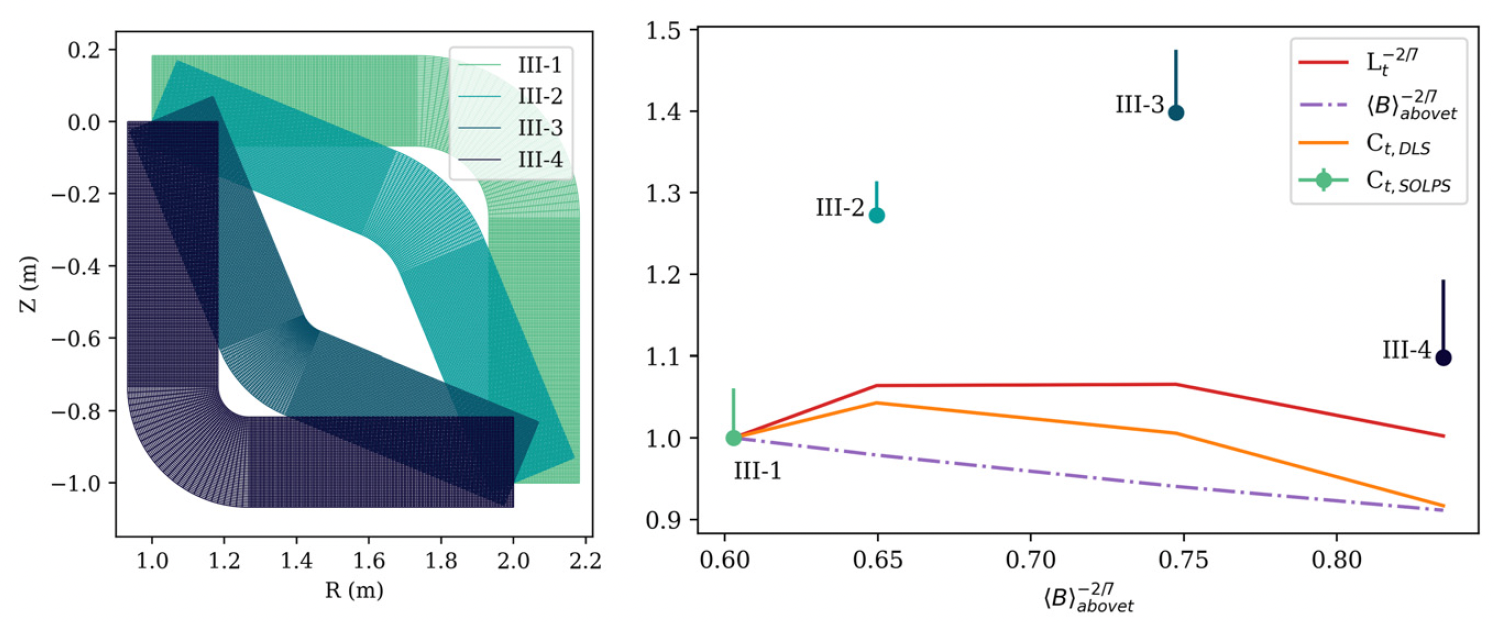 0.2
0.0
−0.2
−0.4
−0.6
−0.8
−1.0
Z (m)
1.0 1.2 1.4 1.6 1.8 2.0 2.2
R (m)
III-1
III-2
III-3
III-4
1.5
1.4
1.3
1.2
1.1
1.0
0.9
III-3
III-2
III-4
III-1
L_t^{−2/7}
⟨B⟩_{abovet}^{−2/7}
C_{t, DLS}
C_{t, SOLPS}
0.60 0.65 0.70 0.75 0.80
⟨B⟩_{abovet}^{−2/7}